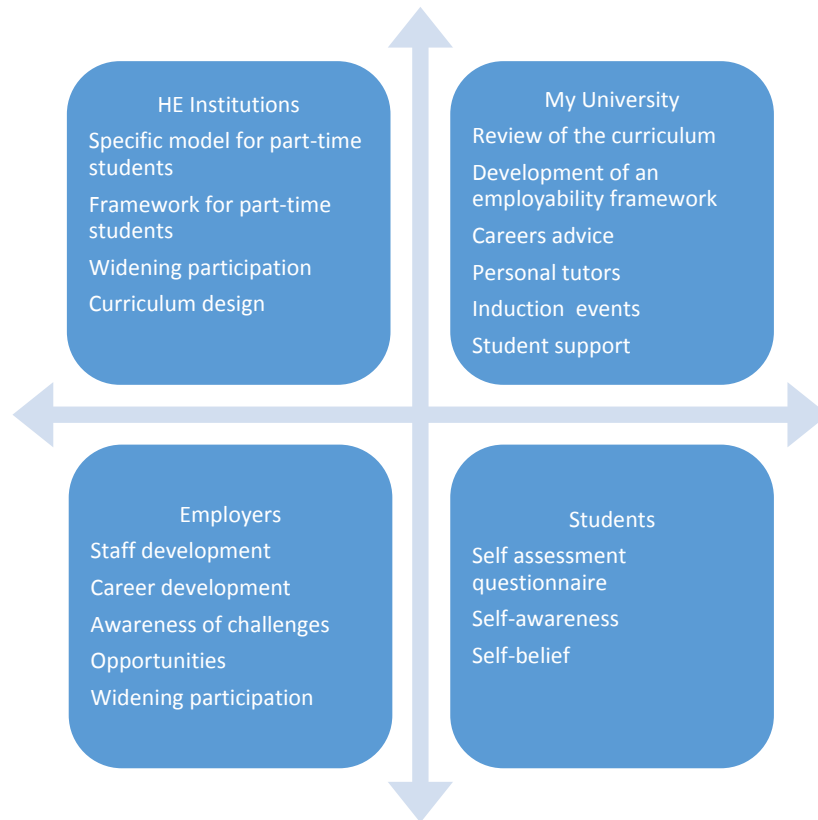 HE Institutions
Specific model for part-time
students
Framework for part-time
students
Widening participation
Curriculum design
My University
Review of the curriculum
Development of an
employability framework
Careers advice
Personal tutors
Induction  events
Student support
Employers
Staff development
Career development
Awareness of challenges
Opportunities
Widening participation
Students
Self assessment
questionnaire
Self-awareness
Self-belief